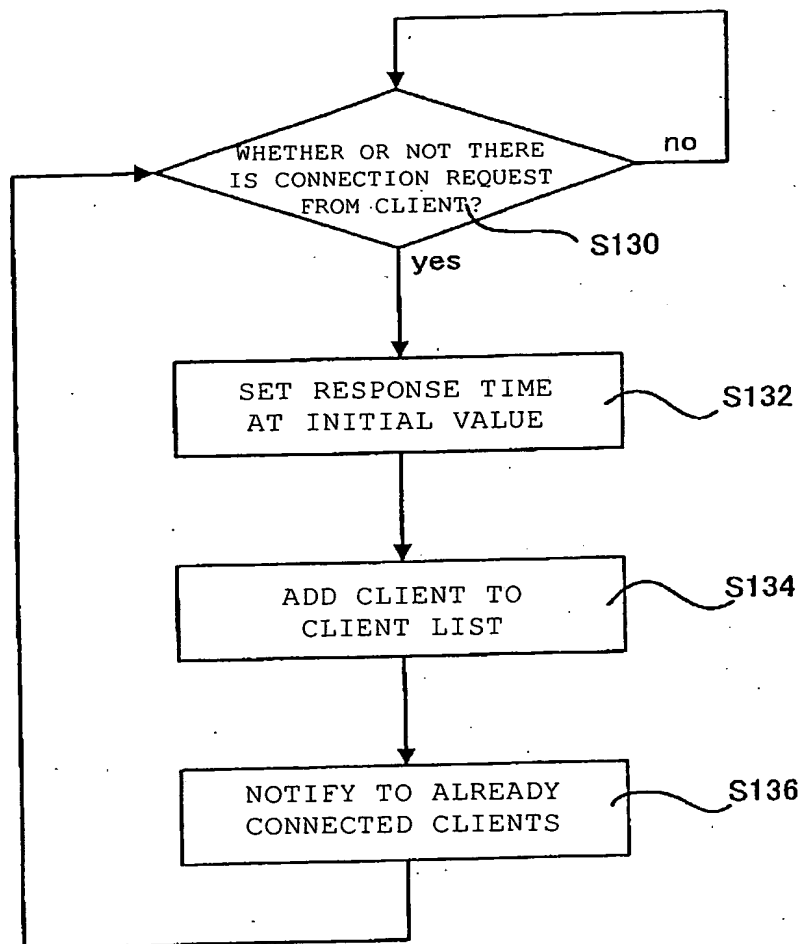 WHETHER OR NOT THERE
IS CONNECTION REQUEST
FROM CLIENT?
no
S130
yes
SET RESPONSE TIME
AT INITIAL VALUE
S132
ADD CLIENT TO
CLIENT LIST
S134
NOTIFY TO ALREADY
CONNECTED CLIENTS
S136